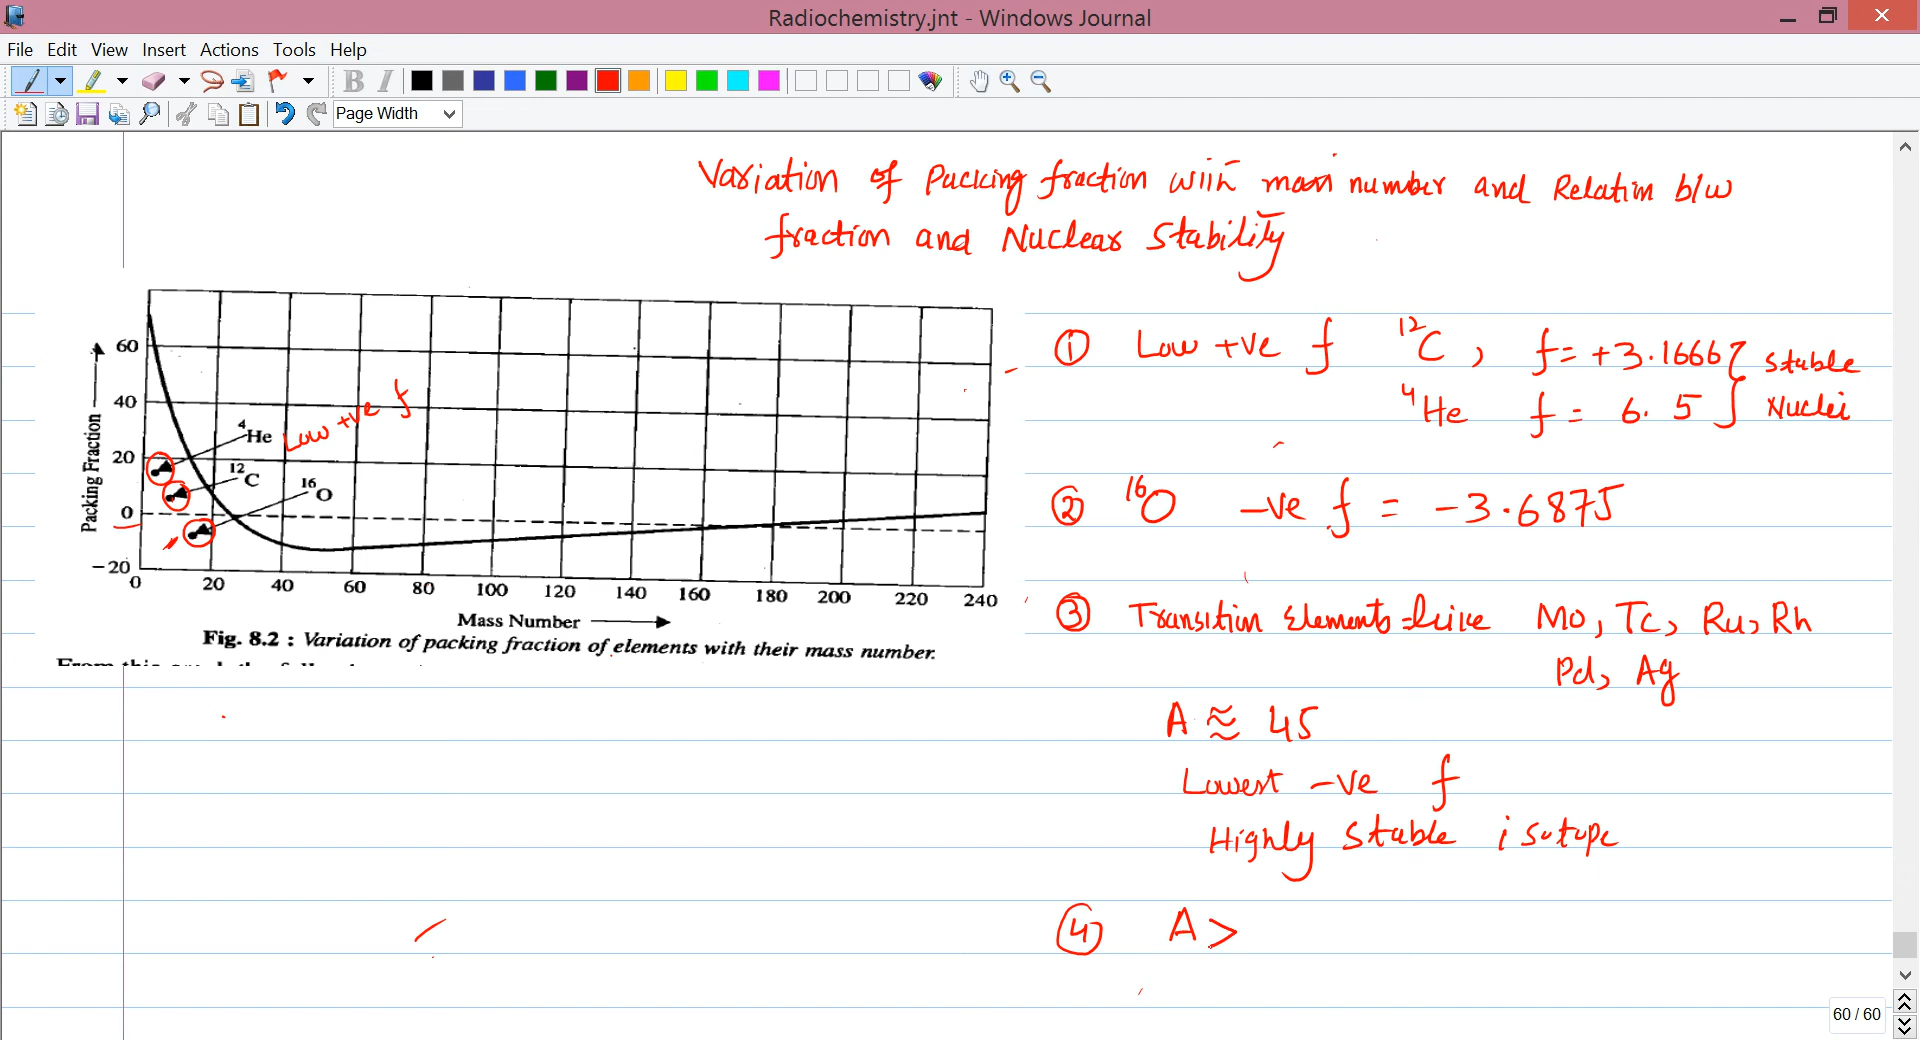 Radiochemistry.jnt - Windows Journal
File Edit View Insert Actions Tools Help
B I
Page Width
Variation of Packing fraction with mass number and Relation b/w
fraction and Nuclear Stability
60
40
20
0
-20
Packing Fraction
4He
12C
16O
Low +ve f
0 20 40 60 80 100 120 140 160 180 200 220 240
Mass Number
Fig. 8.2 : Variation of packing fraction of elements with their mass number.
① Low +ve f 12C , f = +3.1666 } Stable
4He f = 6.5 } Nuclei
② 16O -ve f = -3.6875
③ Transition Elements like Mo, Tc, Ru, Rh
Pd, Ag
A ≈ 45
Lowest -ve f
Highly stable isotope
④ A >
60 / 60